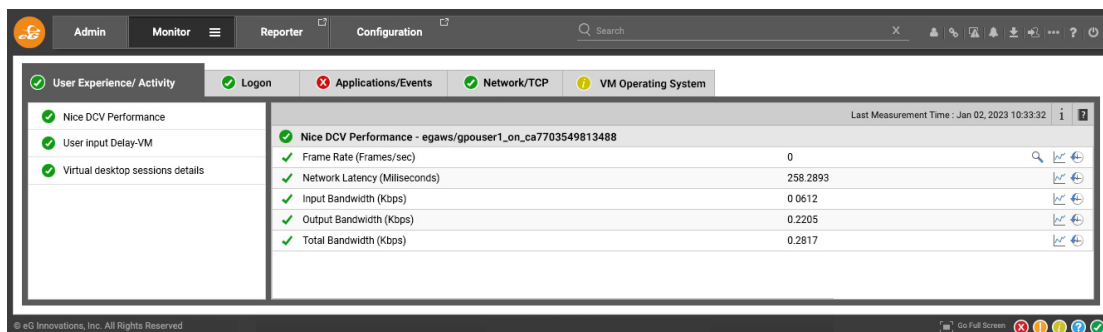 eG Admin Monitor Reporter Configuration Search X ?
User Experience/ Activity Logon Applications/Events Network/TCP VM Operating System
Last Measurement Time : Jan 02, 2023 10:33:32 i ?
Nice DCV Performance
User input Delay-VM
Virtual desktop sessions details
Nice DCV Performance - egaws/gpouser1_on_ca7703549813488
Frame Rate (Frames/sec) 0
Network Latency (Miliseconds) 258.2893
Input Bandwidth (Kbps) 0.0612
Output Bandwidth (Kbps) 0.2205
Total Bandwidth (Kbps) 0.2817
© eG Innovations, Inc. All Rights Reserved Go Full Screen